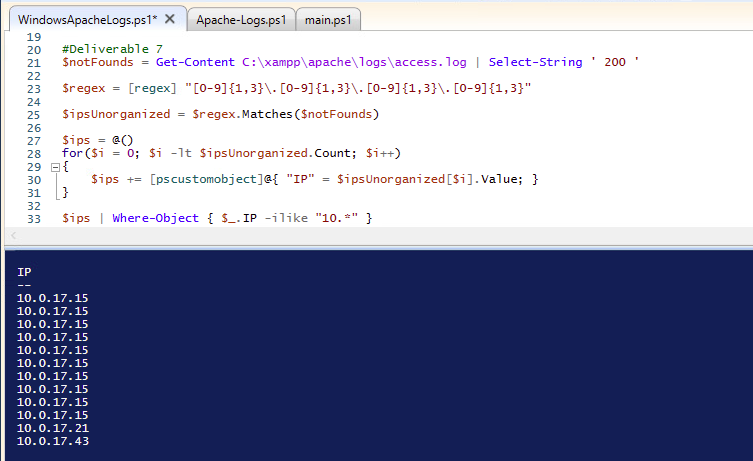 WindowsApacheLogs.ps1* ✕ Apache-Logs.ps1 main.ps1
19
20 #Deliverable 7
21 $notFounds = Get-Content C:\xampp\apache\logs\access.log | Select-String ' 200 '
22
23 $regex = [regex] "[0-9]{1,3}\.[0-9]{1,3}\.[0-9]{1,3}\.[0-9]{1,3}"
24
25 $ipsUnorganized = $regex.Matches($notFounds)
26
27 $ips = @()
28 for($i = 0; $i -lt $ipsUnorganized.Count; $i++)
29 {
30 $ips += [pscustomobject]@{ "IP" = $ipsUnorganized[$i].Value; }
31 }
32
33 $ips | Where-Object { $_.IP -ilike "10.*" }
IP
--
10.0.17.15
10.0.17.15
10.0.17.15
10.0.17.15
10.0.17.15
10.0.17.15
10.0.17.15
10.0.17.15
10.0.17.15
10.0.17.15
10.0.17.21
10.0.17.43